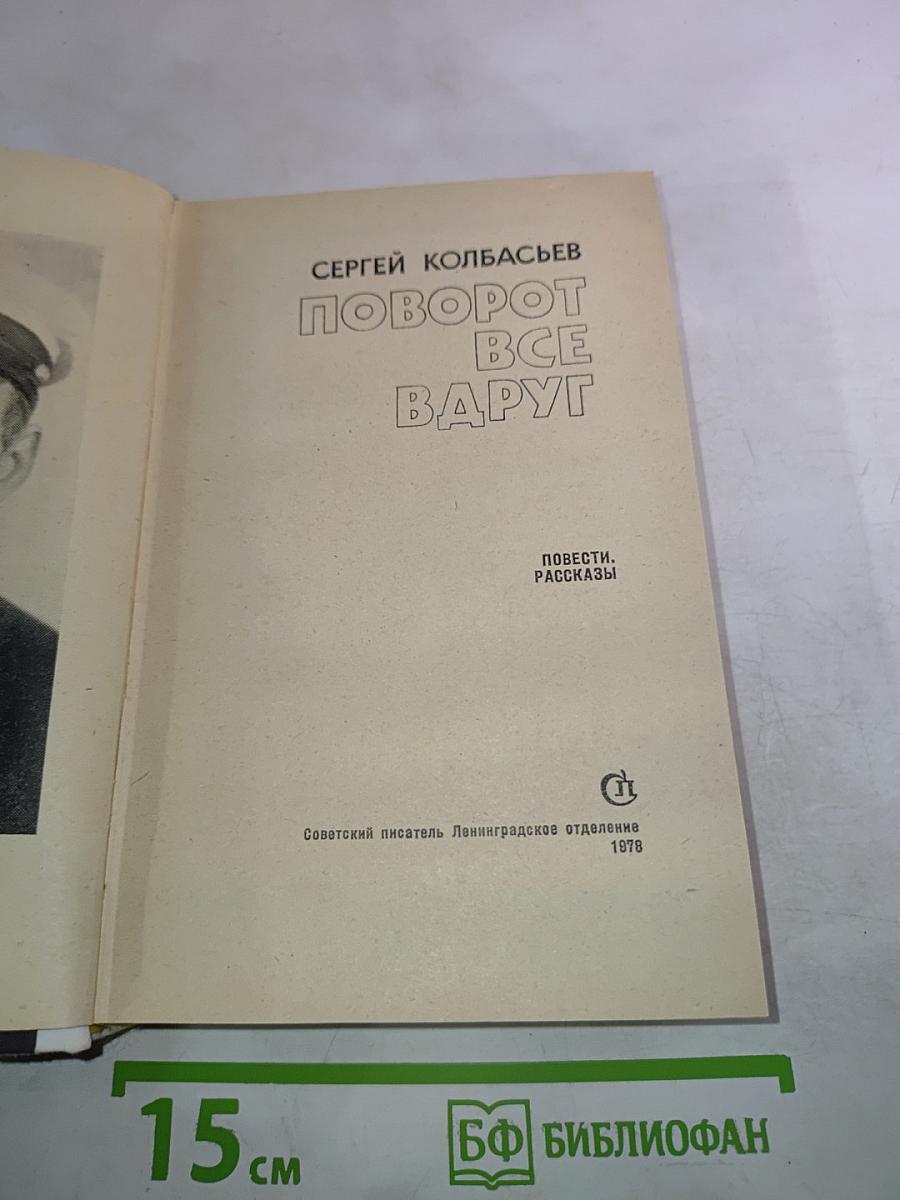 СЕРГЕЙ КОЛБАСЬЕВ
ПОВОРОТ
ВСЕ
ВДРУГ
ПОВЕСТИ.
РАССКАЗЫ
СП
Советский писатель Ленинградское отделение
1978
15 см
БФ БИБЛИОФАН